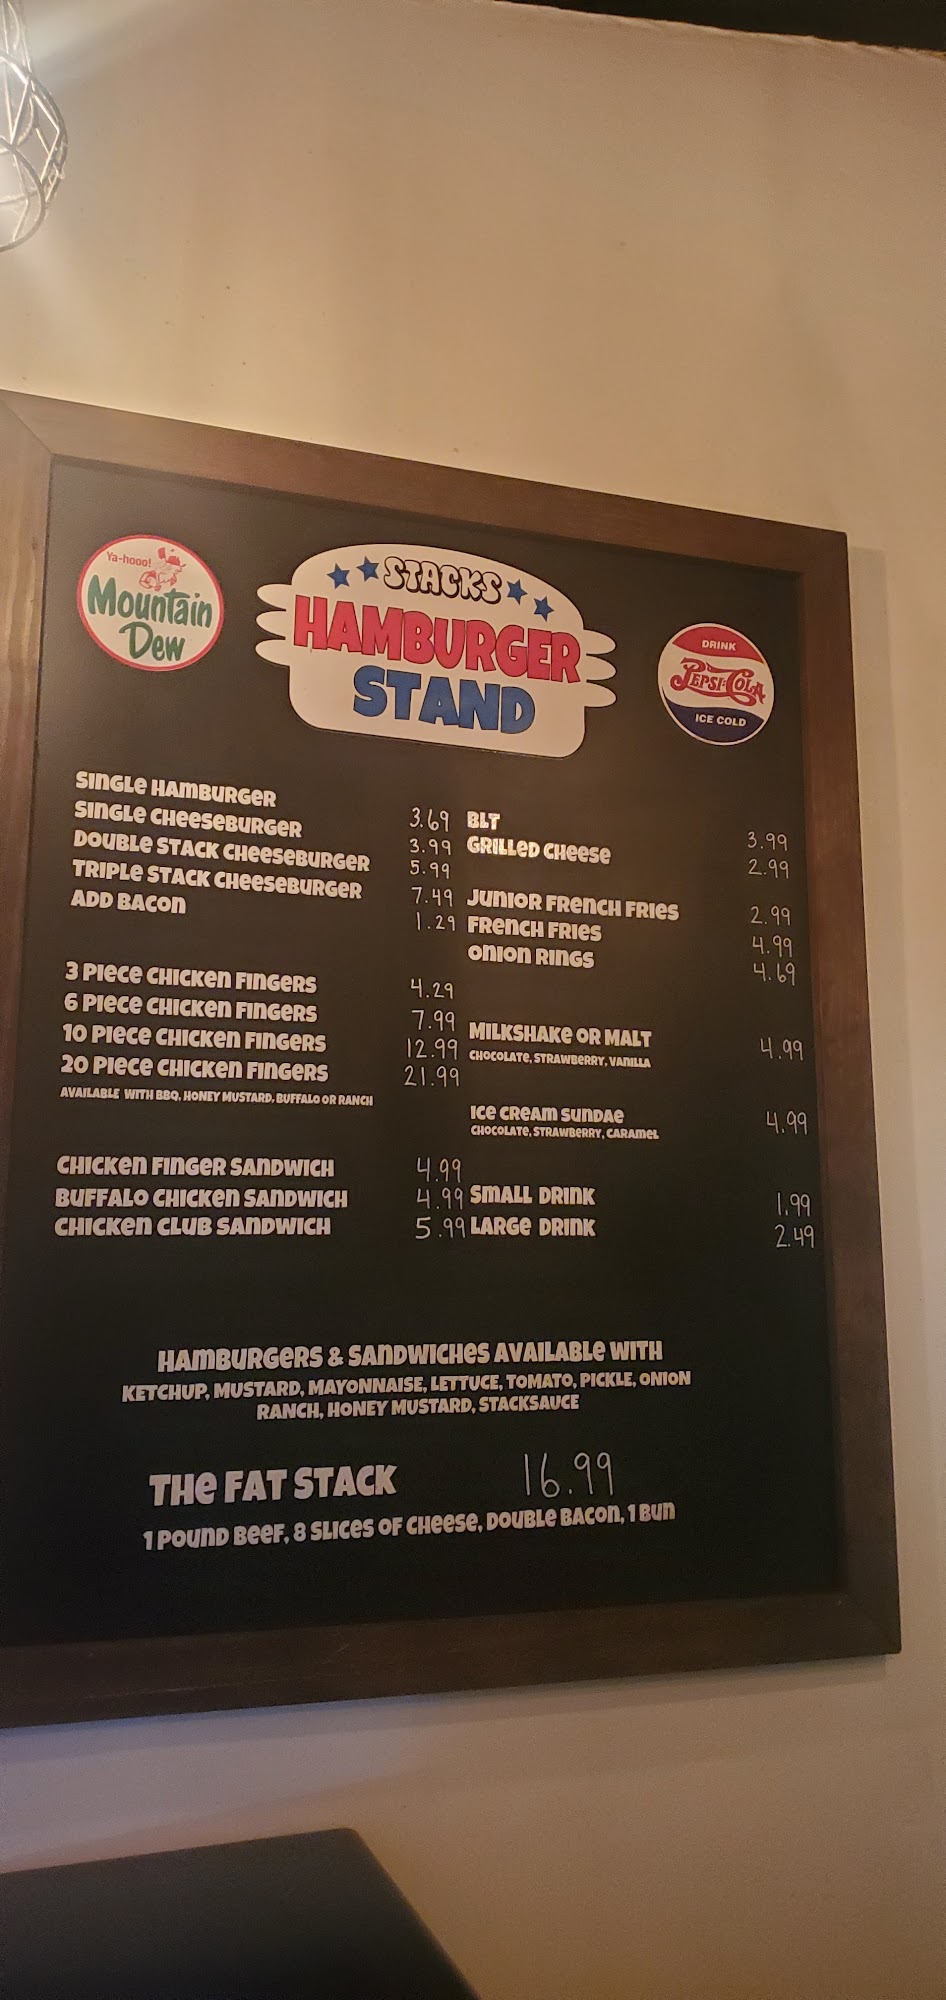 Ya-hooo!
Mountain
Dew
STACKS
HAMBURGER
STAND
DRINK
PEPSI-COLA
ICE COLD
SINGLE HAMBURGER 3.69
SINGLE CHEESEBURGER 3.99
DOUBLE STACK CHEESEBURGER 5.99
TRIPLE STACK CHEESEBURGER 7.49
ADD BACON 1.29
3 PIECE CHICKEN FINGERS 4.29
6 PIECE CHICKEN FINGERS 7.99
10 PIECE CHICKEN FINGERS 12.99
20 PIECE CHICKEN FINGERS 21.99
AVAILABLE WITH BBQ, HONEY MUSTARD, BUFFALO OR RANCH
CHICKEN FINGER SANDWICH 4.99
BUFFALO CHICKEN SANDWICH 4.99
CHICKEN CLUB SANDWICH 5.99
BLT 3.99
GRILLED CHEESE 2.99
JUNIOR FRENCH FRIES 2.99
FRENCH FRIES 4.99
ONION RINGS 4.69
MILKSHAKE OR MALT 4.99
CHOCOLATE, STRAWBERRY, VANILLA
ICE CREAM SUNDAE 4.99
CHOCOLATE, STRAWBERRY, CARAMEL
SMALL DRINK 1.99
LARGE DRINK 2.49
HAMBURGERS & SANDWICHES AVAILABLE WITH
KETCHUP, MUSTARD, MAYONNAISE, LETTUCE, TOMATO, PICKLE, ONION
RANCH, HONEY MUSTARD, STACKSAUCE
THE FAT STACK 16.99
1 POUND BEEF, 8 SLICES OF CHEESE, DOUBLE BACON, 1 BUN